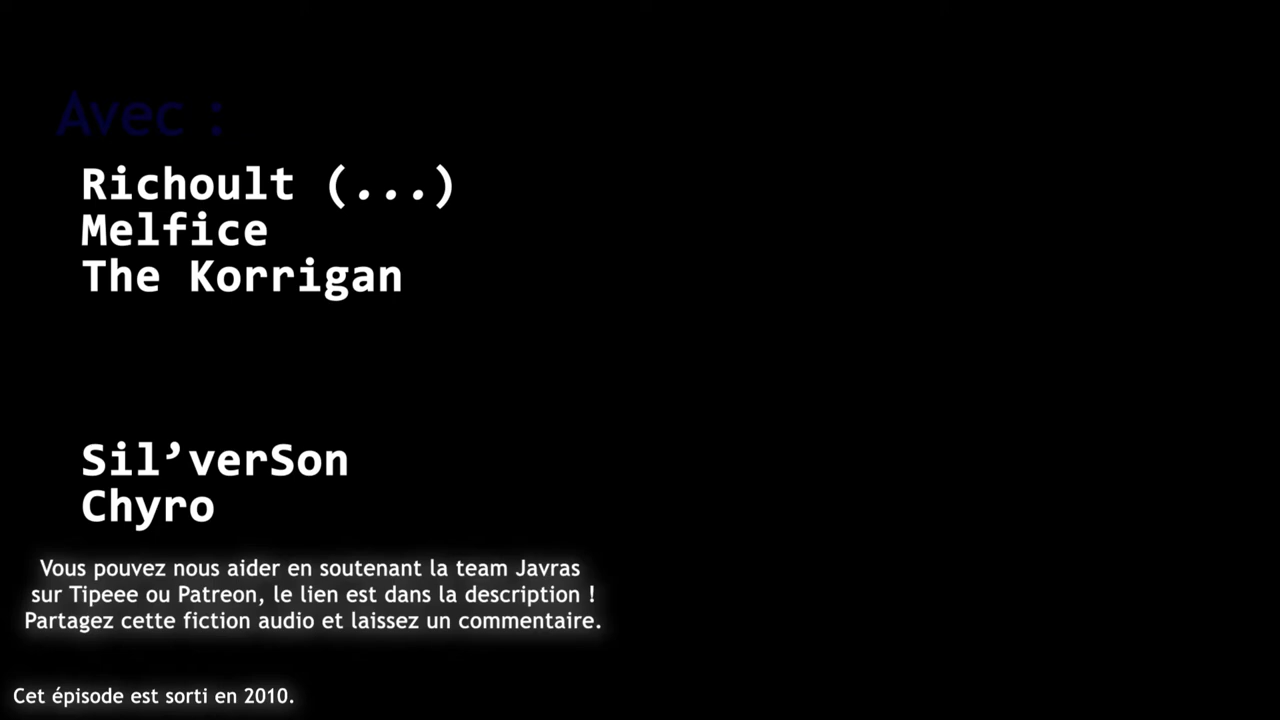 Avec :
Richoult (...)
Melfice
The Korrigan
Sil’verSon
Chyro
Vous pouvez nous aider en soutenant la team Javras
sur Tipeee ou Patreon, le lien est dans la description !
Partagez cette fiction audio et laissez un commentaire.
Cet épisode est sorti en 2010.